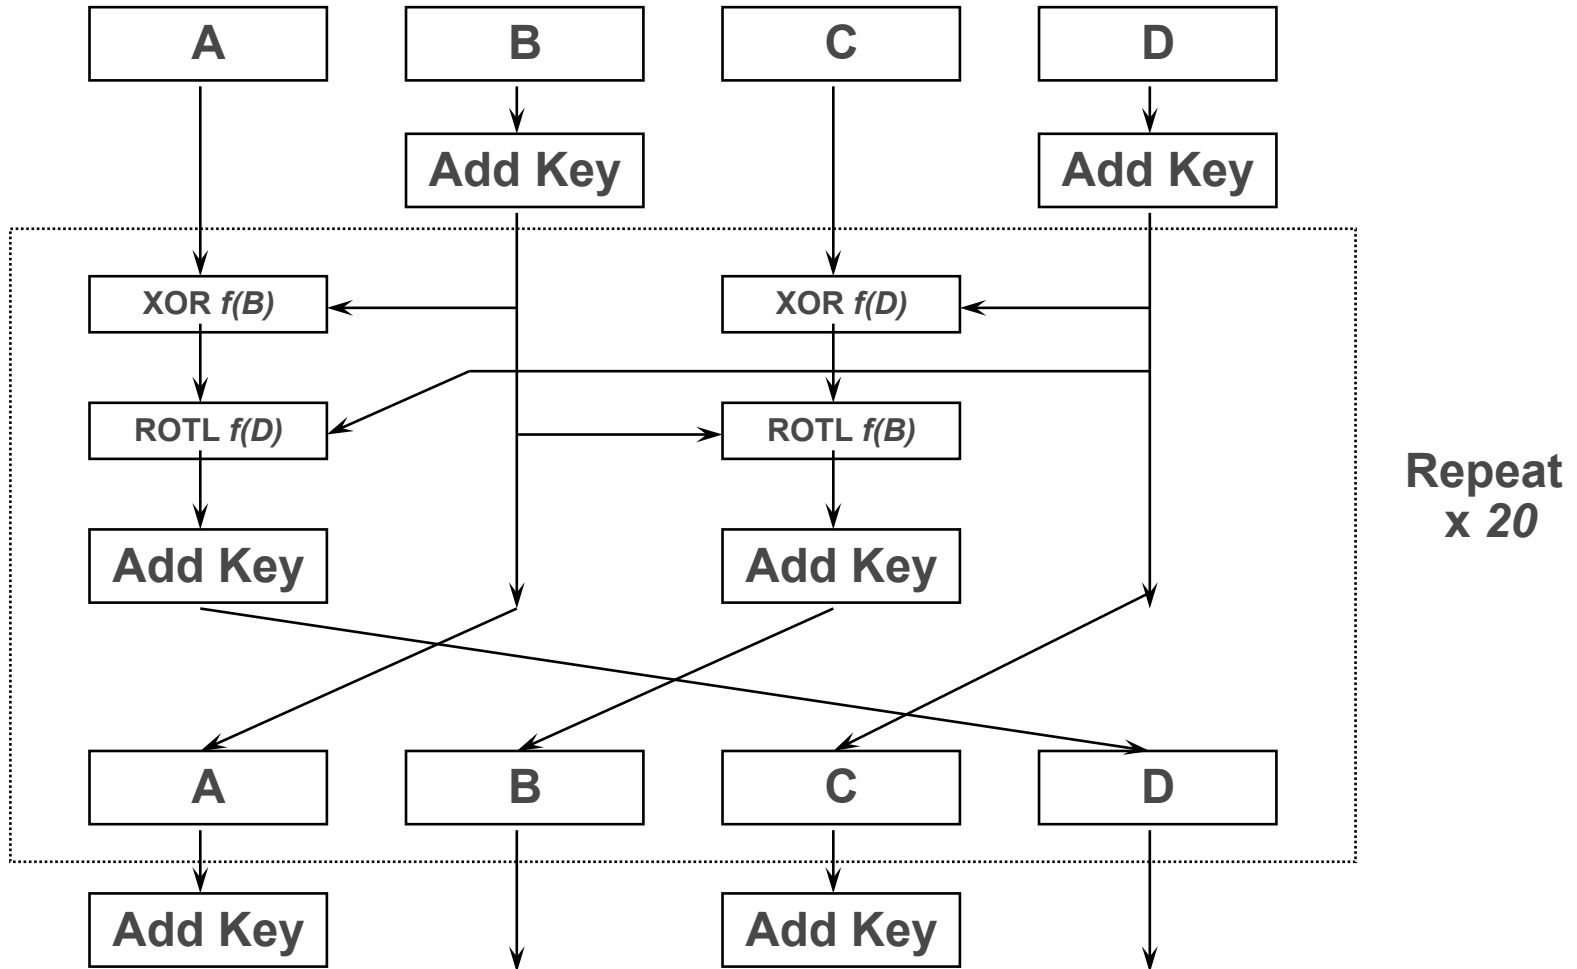 A
B
C
D
Add Key
Add Key
XOR f(B)
XOR f(D)
ROTL f(D)
ROTL f(B)
Repeat
x 20
Add Key
Add Key
A
B
C
D
Add Key
Add Key